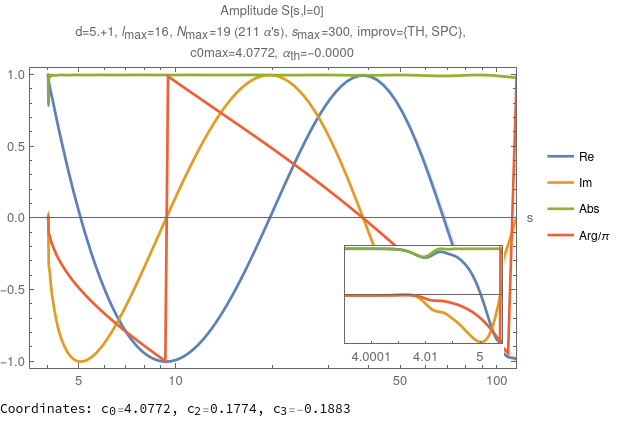 Amplitude S[s,l=0]
d=5.+1, lmax=16, Nmax=19 (211 α's), smax=300, improv={TH, SPC},
c0max=4.0772, αth=-0.0000
1.0
0.5
0.0
-0.5
-1.0
s
Re
Im
Abs
Arg/π
4.0001 4.01 5
5 10 50 100
Coordinates: c0=4.0772, c2=0.1774, c3=-0.1883